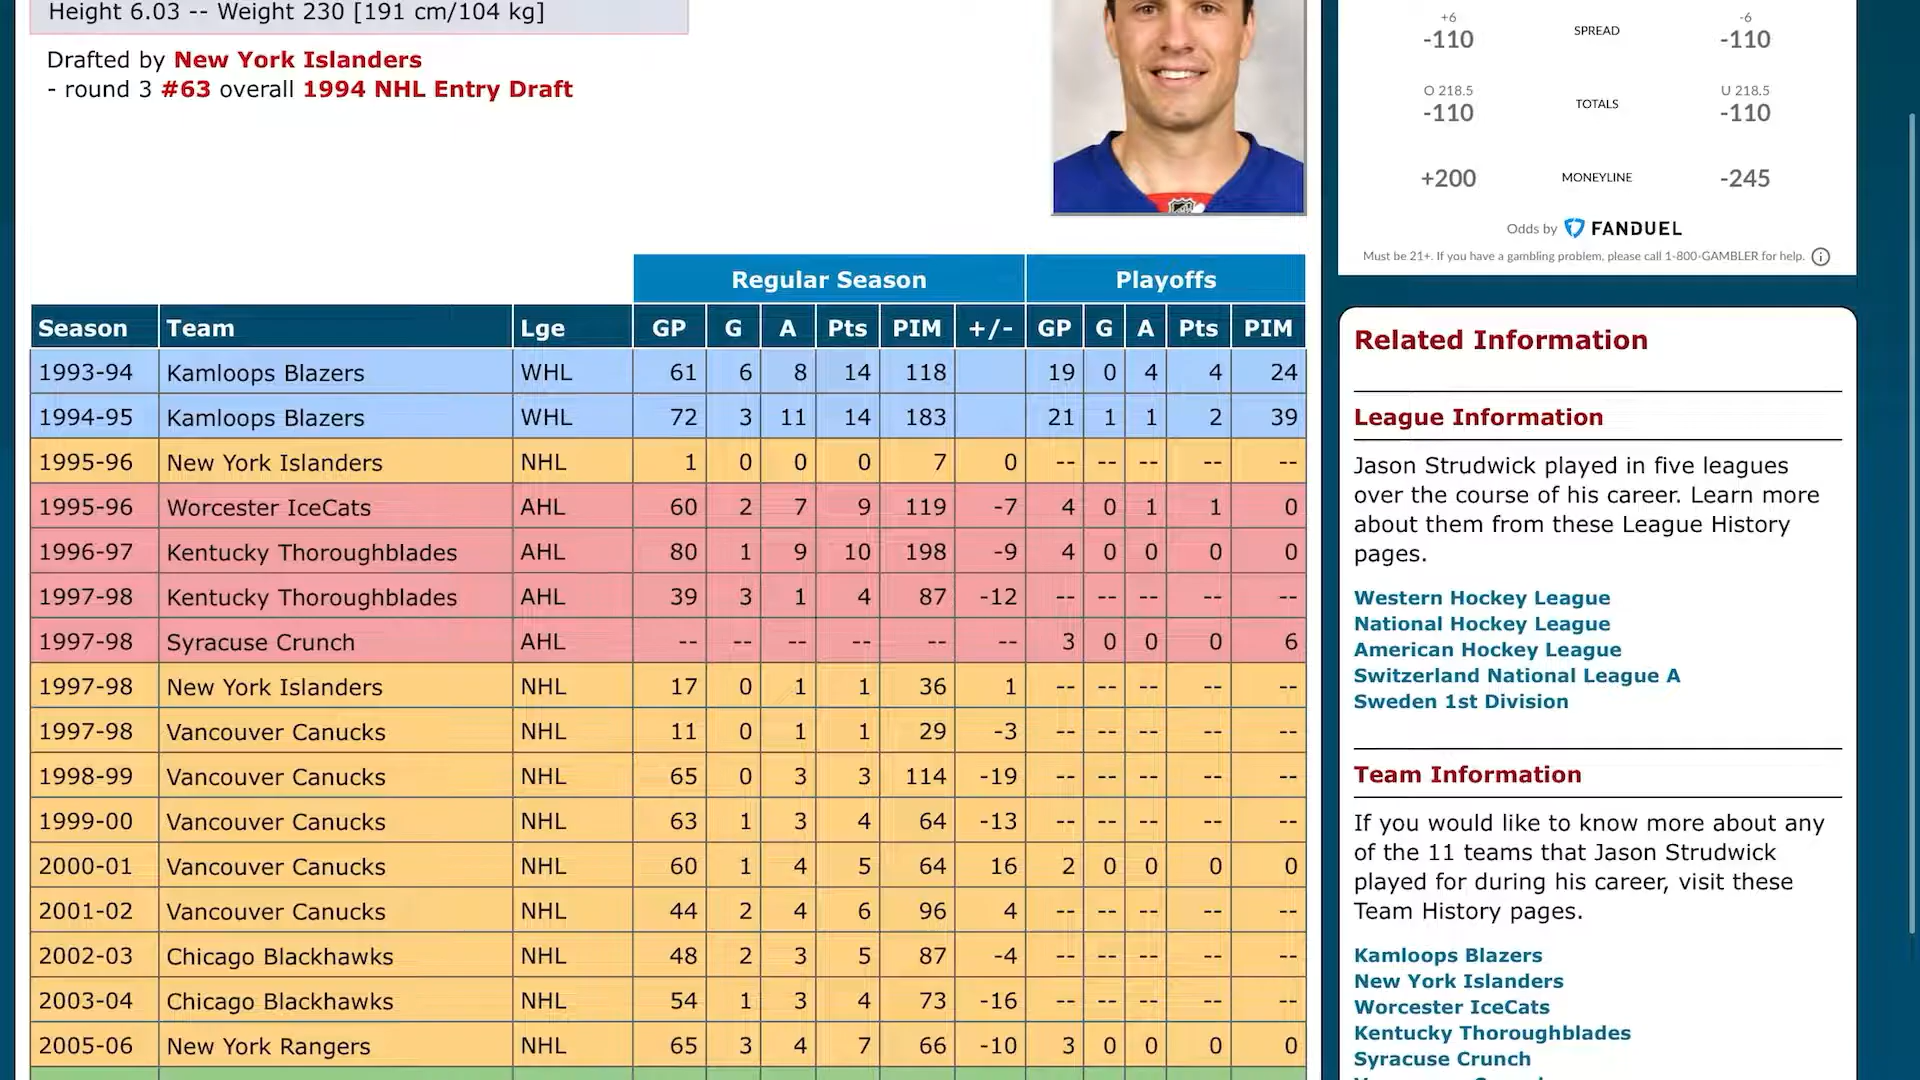 Height 6.03 -- Weight 230 [191 cm/104 kg]
Drafted by New York Islanders
- round 3 #63 overall 1994 NHL Entry Draft
Regular Season Playoffs
Season Team Lge GP G A Pts PIM +/- GP G A Pts PIM
1993-94 Kamloops Blazers WHL 61 6 8 14 118 19 0 4 4 24
1994-95 Kamloops Blazers WHL 72 3 11 14 183 21 1 1 2 39
1995-96 New York Islanders NHL 1 0 0 0 7 0 -- -- -- -- --
1995-96 Worcester IceCats AHL 60 2 7 9 119 -7 4 0 1 1 0
1996-97 Kentucky Thoroughblades AHL 80 1 9 10 198 -9 4 0 0 0 0
1997-98 Kentucky Thoroughblades AHL 39 3 1 4 87 -12 -- -- -- -- --
1997-98 Syracuse Crunch AHL -- -- -- -- -- -- 3 0 0 0 6
1997-98 New York Islanders NHL 17 0 1 1 36 1 -- -- -- -- --
1997-98 Vancouver Canucks NHL 11 0 1 1 29 -3 -- -- -- -- --
1998-99 Vancouver Canucks NHL 65 0 3 3 114 -19 -- -- -- -- --
1999-00 Vancouver Canucks NHL 63 1 3 4 64 -13 -- -- -- -- --
2000-01 Vancouver Canucks NHL 60 1 4 5 64 16 2 0 0 0 0
2001-02 Vancouver Canucks NHL 44 2 4 6 96 4 -- -- -- -- --
2002-03 Chicago Blackhawks NHL 48 2 3 5 87 -4 -- -- -- -- --
2003-04 Chicago Blackhawks NHL 54 1 3 4 73 -16 -- -- -- -- --
2005-06 New York Rangers NHL 65 3 4 7 66 -10 3 0 0 0 0
+6 -6
-110 SPREAD -110
O 218.5 U 218.5
-110 TOTALS -110
+200 MONEYLINE -245
Odds by FANDUEL
Must be 21+. If you have a gambling problem, please call 1-800-GAMBLER for help.
Related Information
League Information
Jason Strudwick played in five leagues
over the course of his career. Learn more
about them from these League History
pages.
Western Hockey League
National Hockey League
American Hockey League
Switzerland National League A
Sweden 1st Division
Team Information
If you would like to know more about any
of the 11 teams that Jason Strudwick
played for during his career, visit these
Team History pages.
Kamloops Blazers
New York Islanders
Worcester IceCats
Kentucky Thoroughblades
Syracuse Crunch